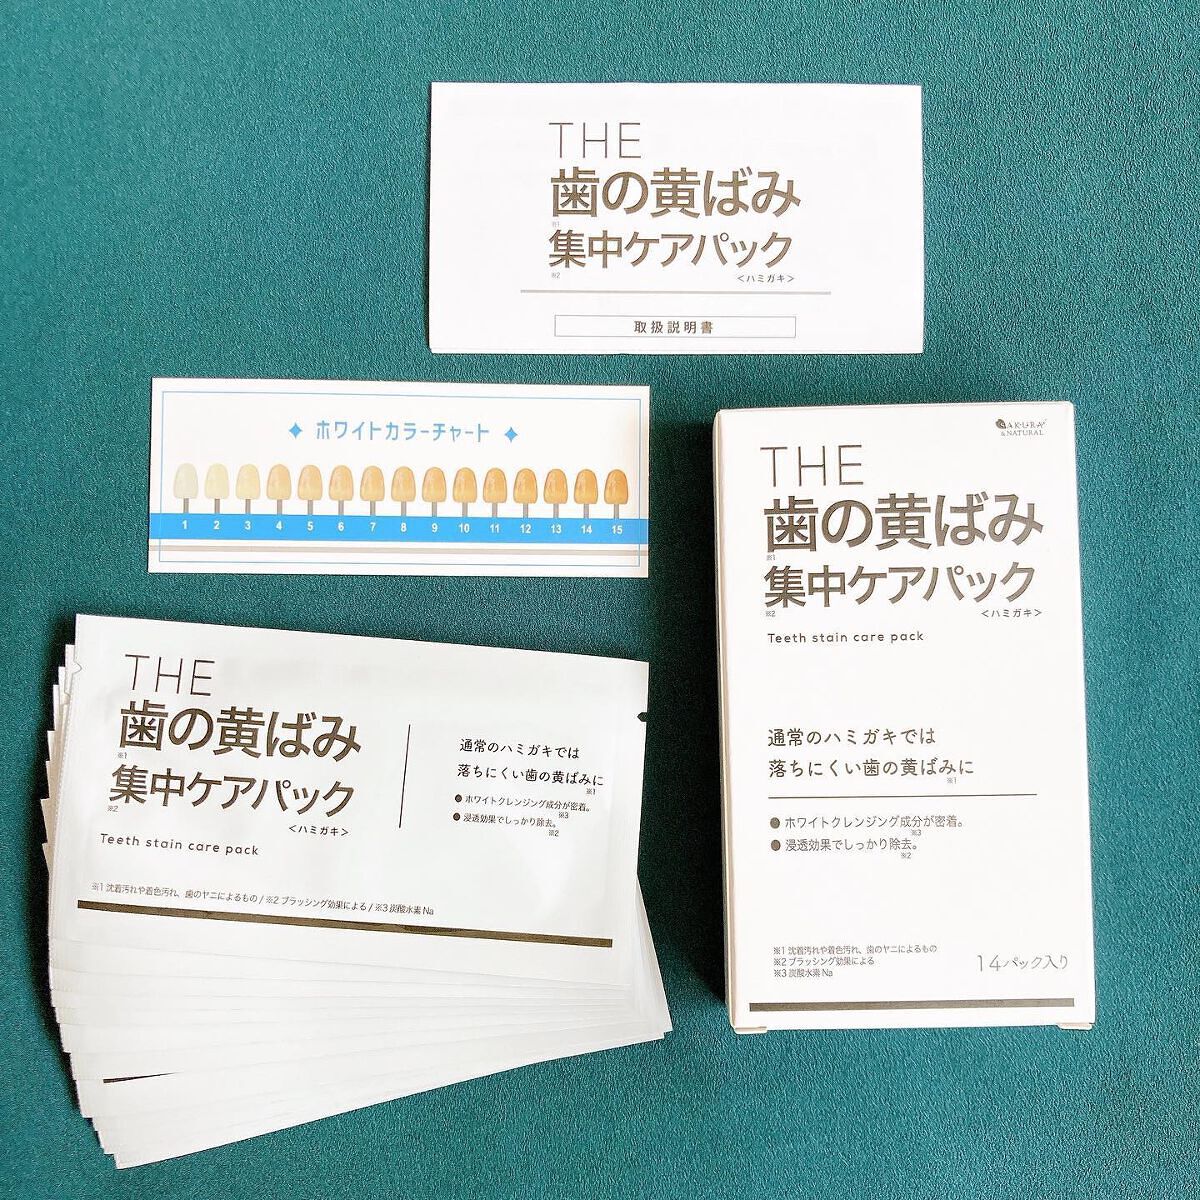 THE
歯の黄ばみ
※1
集中ケアパック
※2
＜ハミガキ＞
取扱説明書
✦ ホワイトカラーチャート ✦
1 2 3 4 5 6 7 8 9 10 11 12 13 14 15
SAKURA
& NATURAL
THE
歯の黄ばみ
※1
集中ケアパック
※2
＜ハミガキ＞
Teeth stain care pack
通常のハミガキでは
落ちにくい歯の黄ばみに
※1
● ホワイトクレンジング成分が密着。
※3
● 浸透効果でしっかり除去。
※2
※1 沈着汚れや着色汚れ、歯のヤニによるもの
※2 ブラッシング効果による
※3 炭酸水素Na
14パック入り
THE
歯の黄ばみ
※1
集中ケアパック
※2
＜ハミガキ＞
Teeth stain care pack
通常のハミガキでは
落ちにくい歯の黄ばみに
※1
● ホワイトクレンジング成分が密着。
※3
● 浸透効果でしっかり除去。
※2
※1 沈着汚れや着色汚れ、歯のヤニによるもの / ※2 ブラッシング効果による / ※3 炭酸水素Na